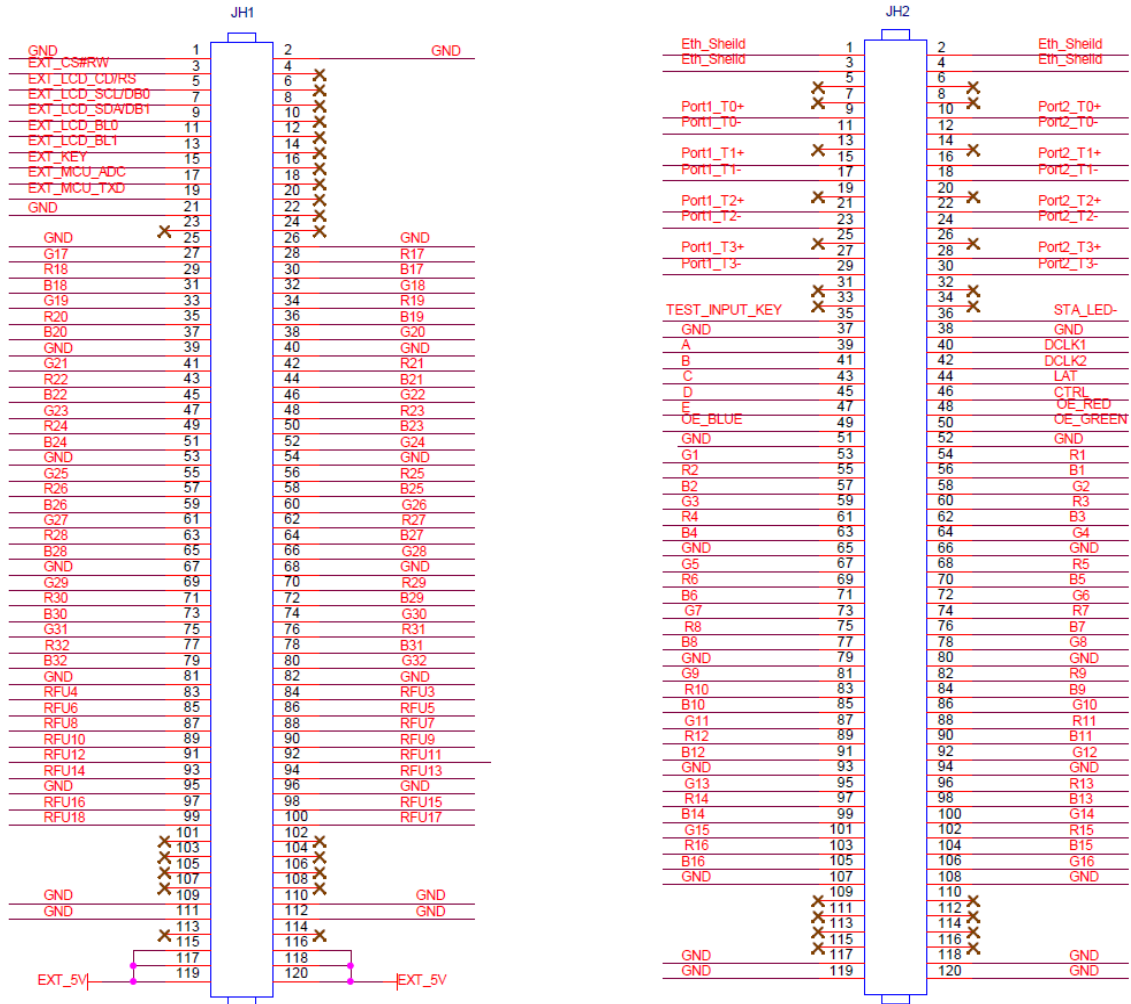 JH1
GND 1 2 GND
EXT_CS#RW 3 4
EXT_LCD_CD/RS 5 6
EXT_LCD_SCL/DB0 7 8
EXT_LCD_SDA/DB1 9 10
EXT_LCD_BL0 11 12
EXT_LCD_BL1 13 14
EXT_KEY 15 16
EXT_MCU_ADC 17 18
EXT_MCU_TXD 19 20
GND 21 22
23 24
GND 25 26 GND
G17 27 28 R17
R18 29 30 B17
B18 31 32 G18
G19 33 34 R19
R20 35 36 B19
B20 37 38 G20
GND 39 40 GND
G21 41 42 R21
R22 43 44 B21
B22 45 46 G22
G23 47 48 R23
R24 49 50 B23
B24 51 52 G24
GND 53 54 GND
G25 55 56 R25
R26 57 58 B25
B26 59 60 G26
G27 61 62 R27
R28 63 64 B27
B28 65 66 G28
GND 67 68 GND
G29 69 70 R29
R30 71 72 B29
B30 73 74 G30
G31 75 76 R31
R32 77 78 B31
B32 79 80 G32
GND 81 82 GND
RFU4 83 84 RFU3
RFU6 85 86 RFU5
RFU8 87 88 RFU7
RFU10 89 90 RFU9
RFU12 91 92 RFU11
RFU14 93 94 RFU13
GND 95 96 GND
RFU16 97 98 RFU15
RFU18 99 100 RFU17
101 102
103 104
105 106
107 108
GND 109 110 GND
GND 111 112 GND
113 114
115 116
117 118
EXT_5V 119 120 EXT_5V
JH2
Eth_Sheild 1 2 Eth_Sheild
Eth_Sheild 3 4 Eth_Sheild
5 6
7 8
Port1_T0+ 9 10 Port2_T0+
Port1_T0- 11 12 Port2_T0-
13 14
Port1_T1+ 15 16 Port2_T1+
Port1_T1- 17 18 Port2_T1-
19 20
Port1_T2+ 21 22 Port2_T2+
Port1_T2- 23 24 Port2_T2-
25 26
Port1_T3+ 27 28 Port2_T3+
Port1_T3- 29 30 Port2_T3-
31 32
33 34
TEST_INPUT_KEY 35 36 STA_LED-
GND 37 38 GND
A 39 40 DCLK1
B 41 42 DCLK2
C 43 44 LAT
D 45 46 CTRL
E 47 48 OE_RED
OE_BLUE 49 50 OE_GREEN
GND 51 52 GND
G1 53 54 R1
R2 55 56 B1
B2 57 58 G2
G3 59 60 R3
R4 61 62 B3
B4 63 64 G4
GND 65 66 GND
G5 67 68 R5
R6 69 70 B5
B6 71 72 G6
G7 73 74 R7
R8 75 76 B7
B8 77 78 G8
GND 79 80 GND
G9 81 82 R9
R10 83 84 B9
B10 85 86 G10
G11 87 88 R11
R12 89 90 B11
B12 91 92 G12
GND 93 94 GND
G13 95 96 R13
R14 97 98 B13
B14 99 100 G14
G15 101 102 R15
R16 103 104 B15
B16 105 106 G16
GND 107 108 GND
109 110
111 112
113 114
115 116
GND 117 118 GND
GND 119 120 GND